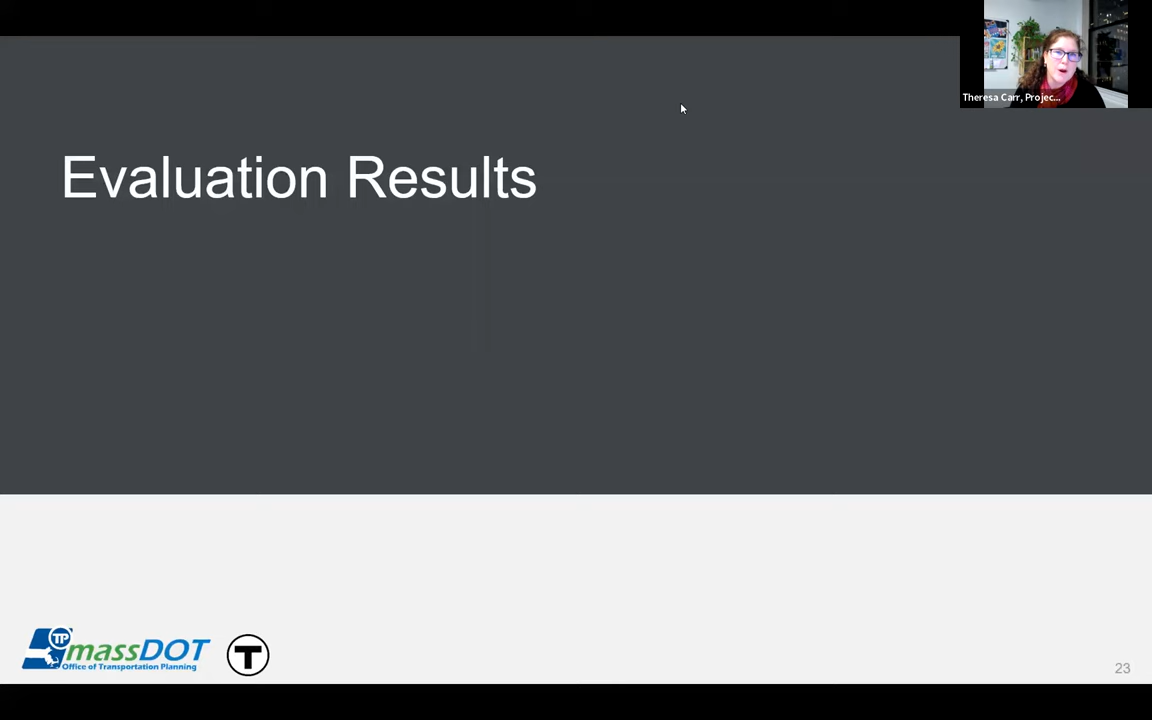 Theresa Carr, Projec...
Evaluation Results
TP
massDOT
Office of Transportation Planning
T
23